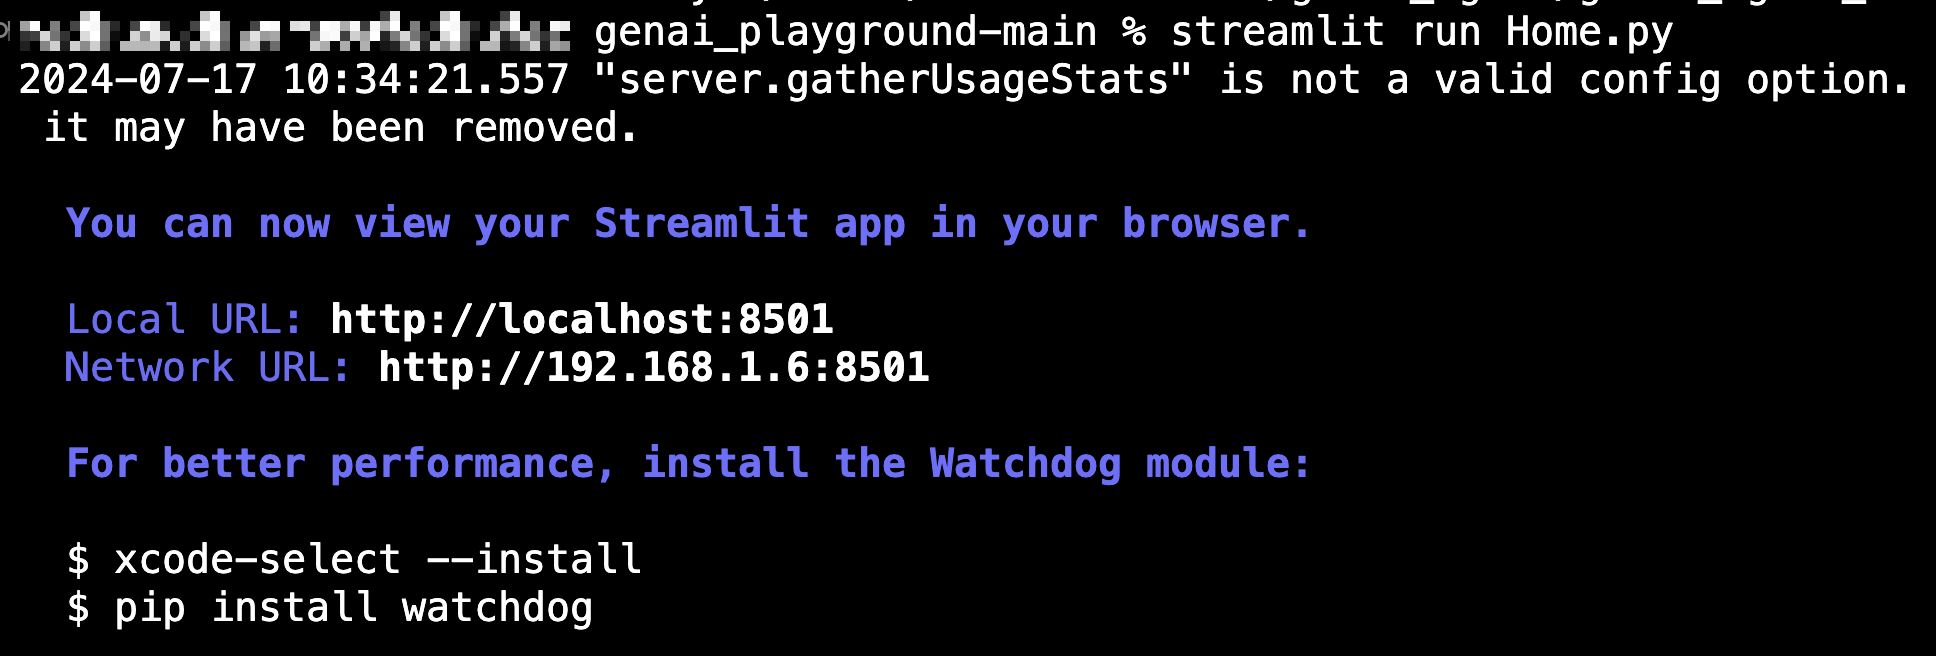 genai_playground-main % streamlit run Home.py
2024-07-17 10:34:21.557 "server.gatherUsageStats" is not a valid config option.
it may have been removed.
You can now view your Streamlit app in your browser.
Local URL: http://localhost:8501
Network URL: http://192.168.1.6:8501
For better performance, install the Watchdog module:
$ xcode-select --install
$ pip install watchdog